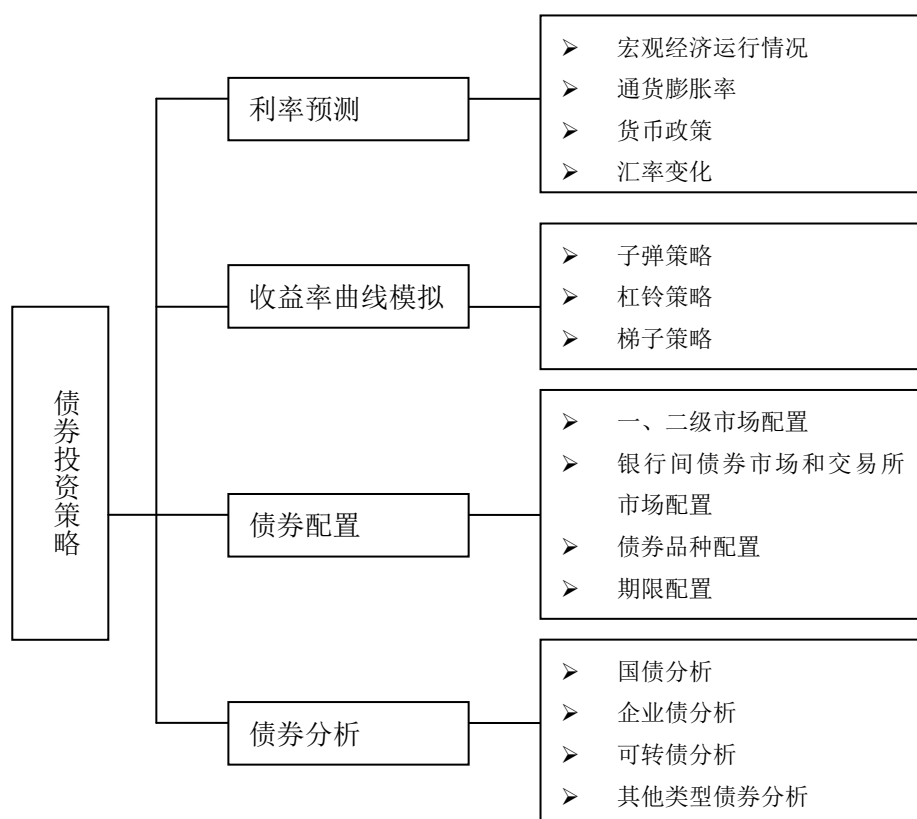 债券投资策略
利率预测
➢ 宏观经济运行情况
➢ 通货膨胀率
➢ 货币政策
➢ 汇率变化
收益率曲线模拟
➢ 子弹策略
➢ 杠铃策略
➢ 梯子策略
债券配置
➢ 一、二级市场配置
➢ 银行间债券市场和交易所
市场配置
➢ 债券品种配置
➢ 期限配置
债券分析
➢ 国债分析
➢ 企业债分析
➢ 可转债分析
➢ 其他类型债券分析